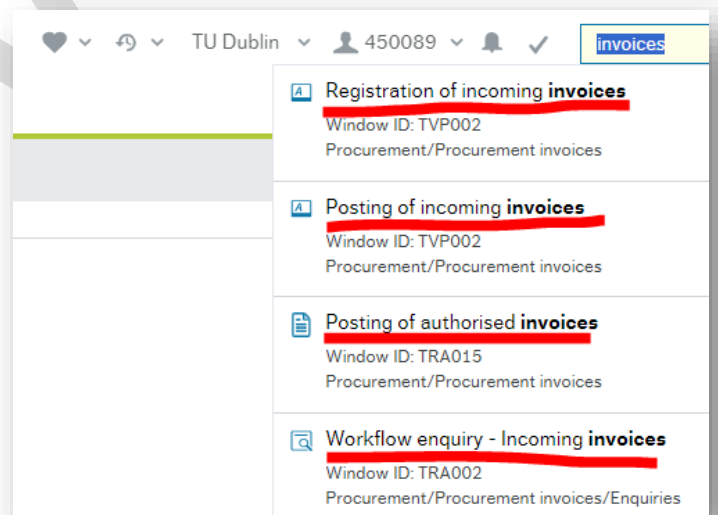 TU Dublin 450089 invoices
Registration of incoming invoices
Window ID: TVP002
Procurement/Procurement invoices
Posting of incoming invoices
Window ID: TVP002
Procurement/Procurement invoices
Posting of authorised invoices
Window ID: TRA015
Procurement/Procurement invoices
Workflow enquiry - Incoming invoices
Window ID: TRA002
Procurement/Procurement invoices/Enquiries